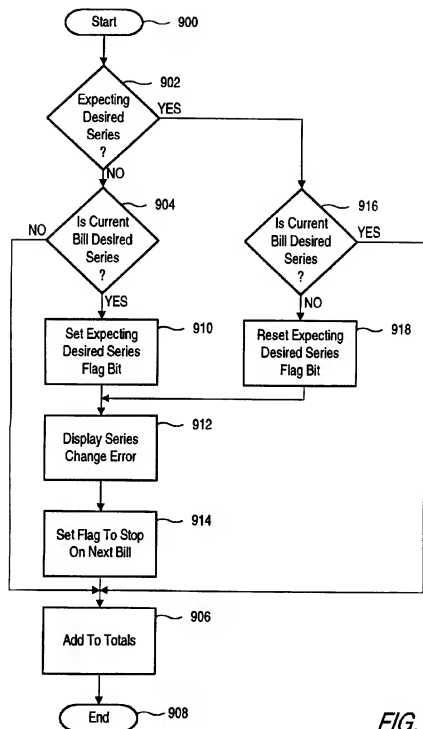 Start
900
902
Expecting
Desired
Series
?
YES
NO
904
916
NO
Is Current
Bill Desired
Series
?
Is Current
Bill Desired
Series
?
YES
YES
NO
910
918
Set Expecting
Desired Series
Flag Bit
Reset Expecting
Desired Series
Flag Bit
912
Display Series
Change Error
914
Set Flag To Stop
On Next Bill
906
Add To Totals
End
908
FIG.